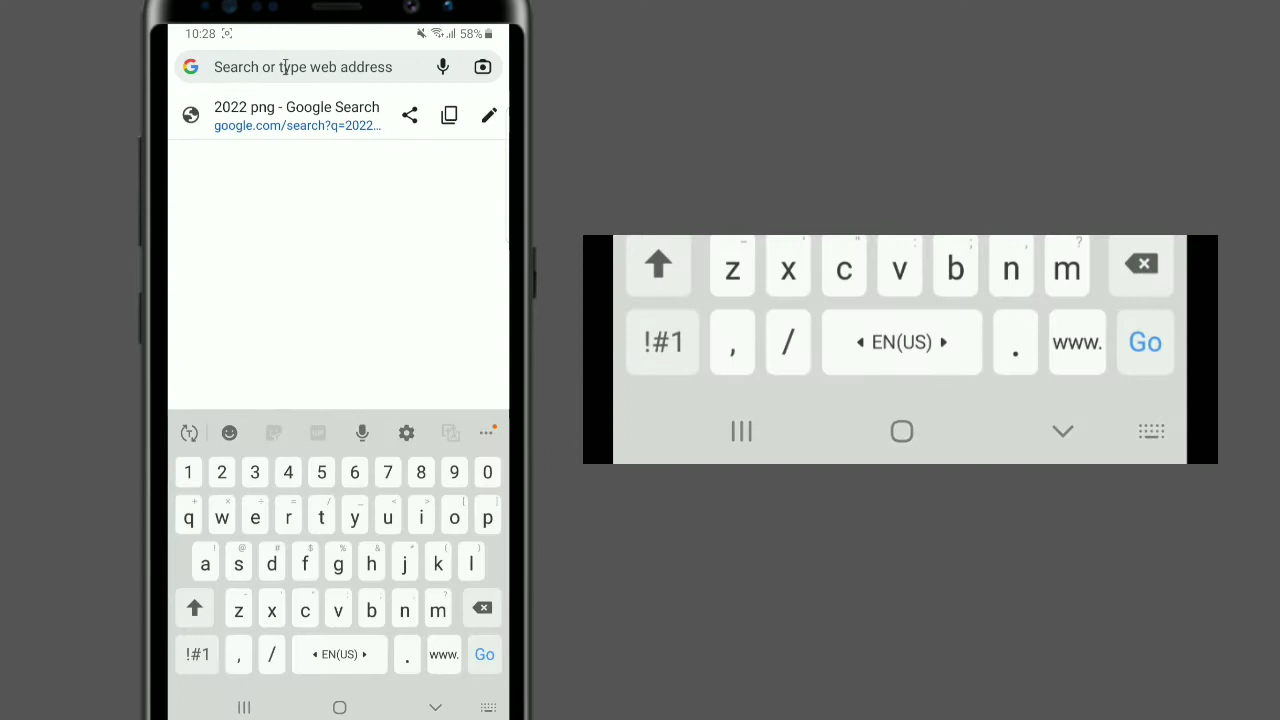 10:28
58%
Search or type web address
2022 png - Google Search
google.com/search?q=2022...
1 2 3 4 5 6 7 8 9 0
q w e r t y u i o p
a s d f g h j k l
z x c v b n m
!#1 , / EN(US) . www. Go
z x c v b n m
!#1 , / EN(US) . www. Go